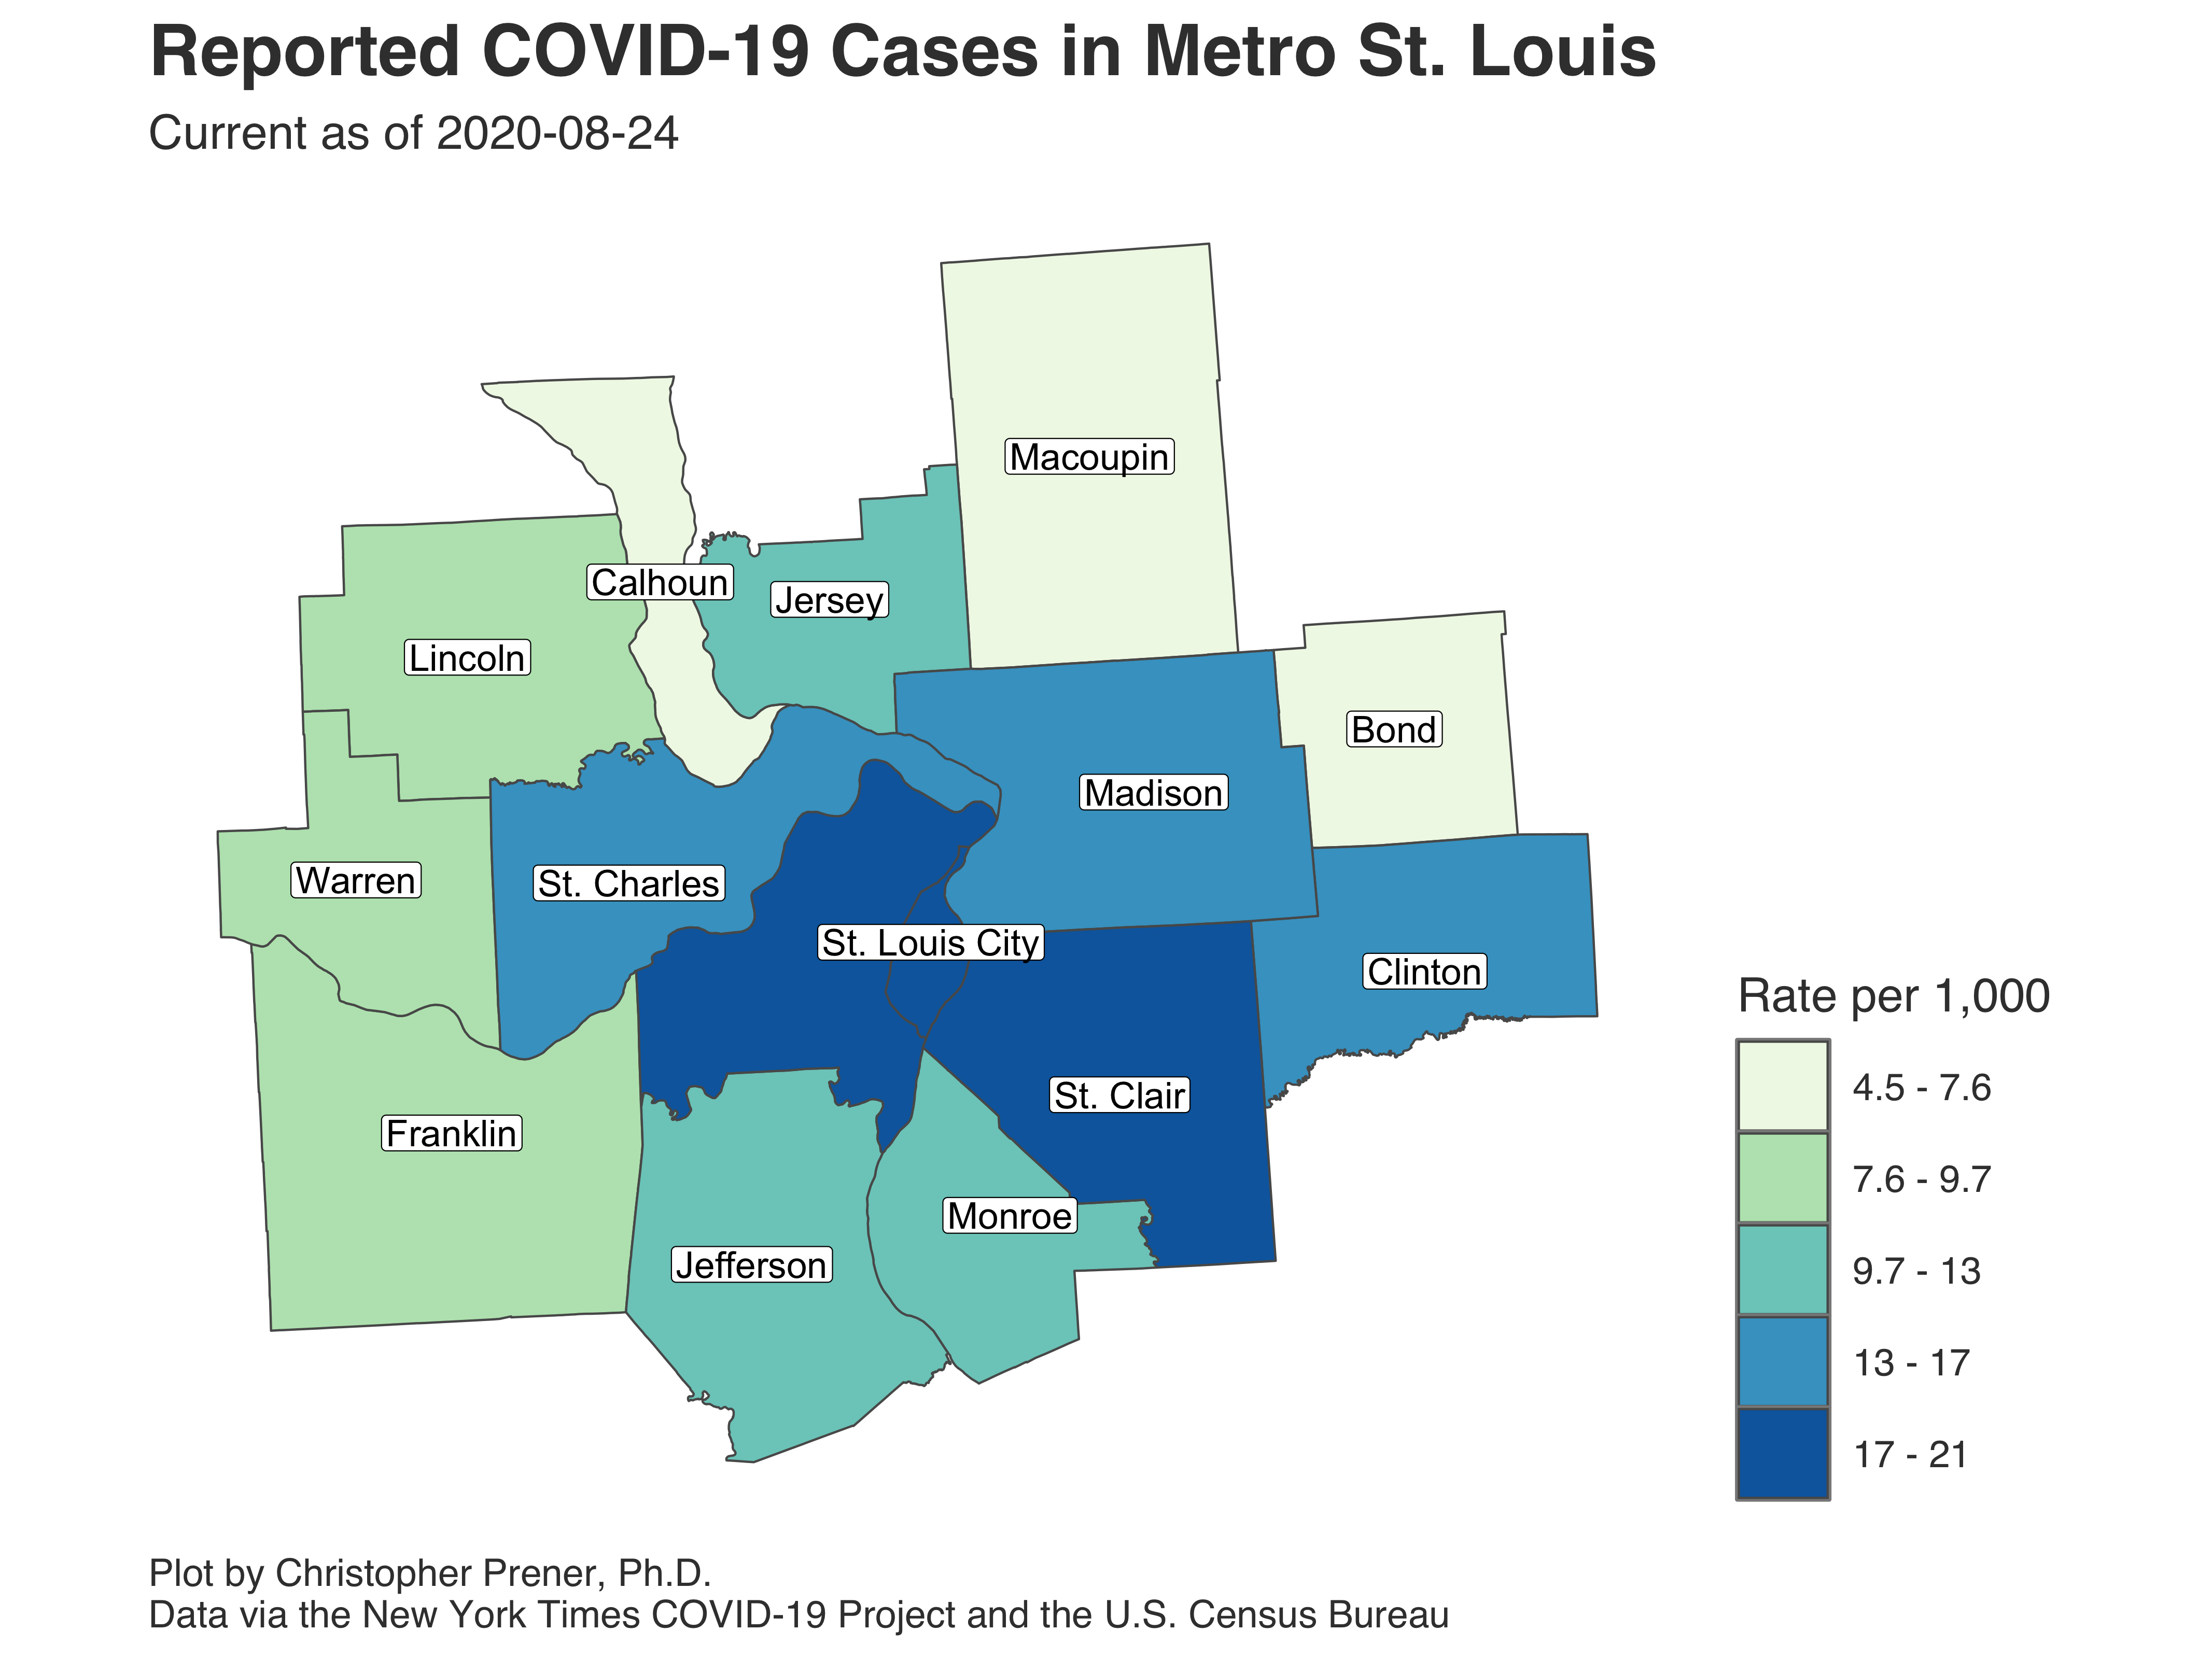 Reported COVID-19 Cases in Metro St. Louis
Current as of 2020-08-24
Macoupin
Calhoun
Jersey
Lincoln
Bond
Madison
Warren
St. Charles
St. Louis City
Clinton
St. Clair
Franklin
Monroe
Jefferson
Rate per 1,000
4.5 - 7.6
7.6 - 9.7
9.7 - 13
13 - 17
17 - 21
Plot by Christopher Prener, Ph.D.
Data via the New York Times COVID-19 Project and the U.S. Census Bureau